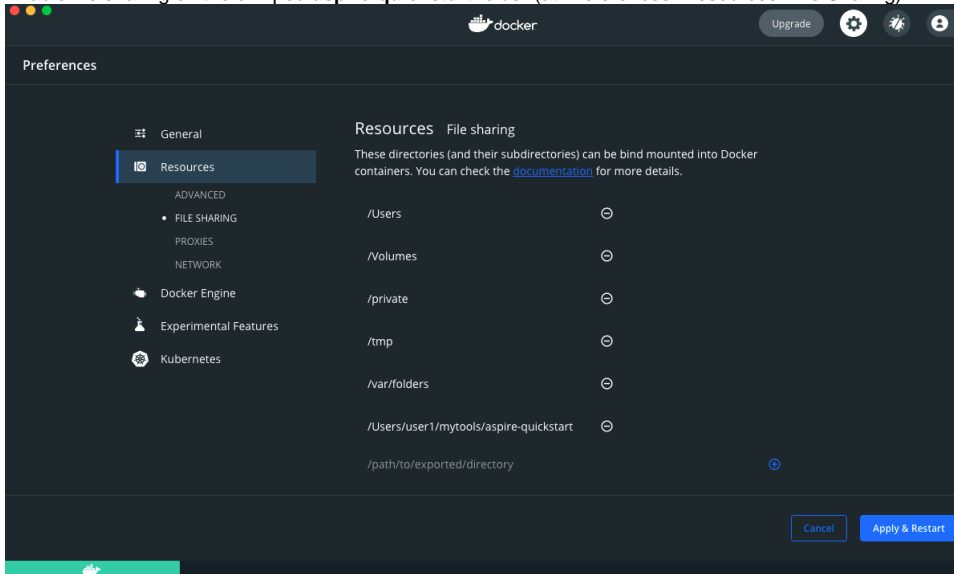 docker
Upgrade
Preferences
General
Resources
ADVANCED
FILE SHARING
PROXIES
NETWORK
Docker Engine
Experimental Features
Kubernetes
Resources File sharing
These directories (and their subdirectories) can be bind mounted into Docker
containers. You can check the documentation for more details.
/Users
/Volumes
/private
/tmp
/var/folders
/Users/user1/mytools/aspire-quickstart
/path/to/exported/directory
Cancel
Apply & Restart